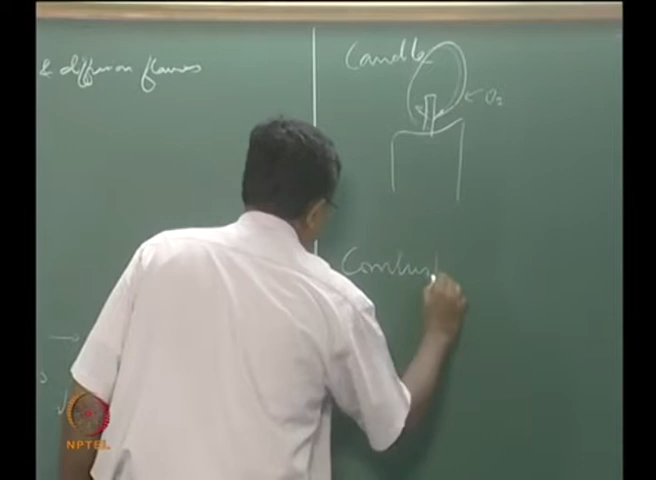 & diffusion flames
Candle
← O₂
Combus
→
NPTEL